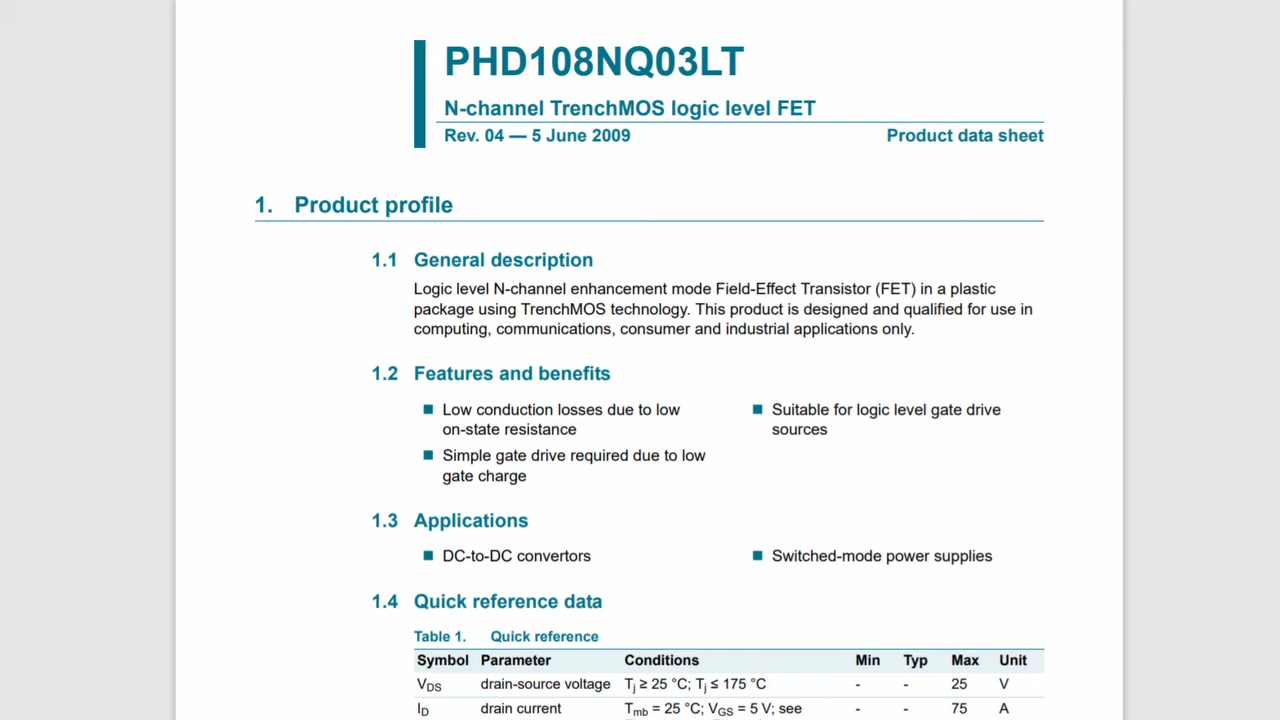 PHD108NQ03LT
N-channel TrenchMOS logic level FET
Rev. 04 — 5 June 2009 Product data sheet
1. Product profile
1.1 General description
Logic level N-channel enhancement mode Field-Effect Transistor (FET) in a plastic
package using TrenchMOS technology. This product is designed and qualified for use in
computing, communications, consumer and industrial applications only.
1.2 Features and benefits
■ Low conduction losses due to low
on-state resistance
■ Simple gate drive required due to low
gate charge
■ Suitable for logic level gate drive
sources
1.3 Applications
■ DC-to-DC convertors
■ Switched-mode power supplies
1.4 Quick reference data
Table 1. Quick reference
Symbol Parameter Conditions Min Typ Max Unit
VDS drain-source voltage Tj ≥ 25 °C; Tj ≤ 175 °C - - 25 V
ID drain current Tmb = 25 °C; VGS = 5 V; see - - 75 A